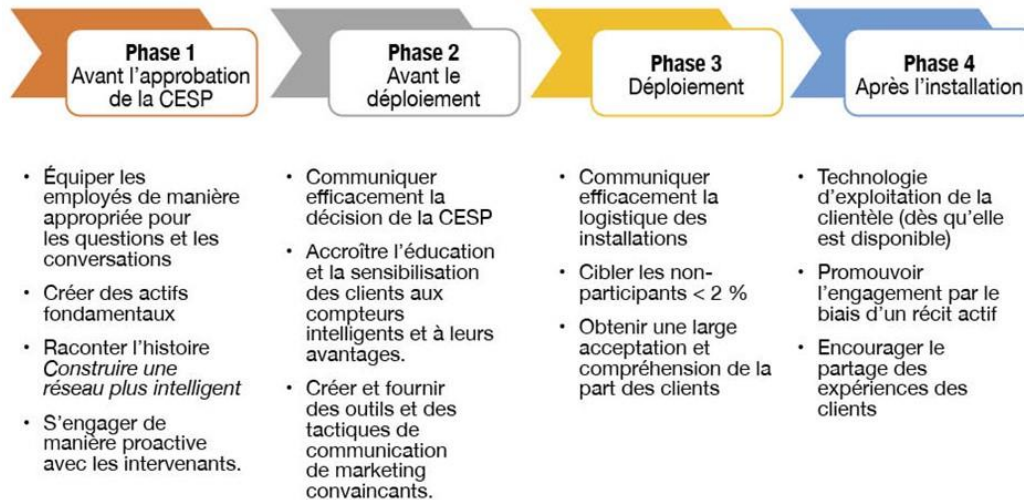 Phase 1
Avant l'approbation
de la CESP
Phase 2
Avant le
déploiement
Phase 3
Déploiement
Phase 4
Après l'installation
• Équiper les
employés de manière
appropriée pour
les questions et les
conversations
• Créer des actifs
fondamentaux
• Raconter l'histoire
Construire une
réseau plus intelligent
• S'engager de
manière proactive
avec les intervenants.
• Communiquer
efficacement la
décision de la CESP
• Accroître l'éducation
et la sensibilisation
des clients aux
compteurs
intelligents et à leurs
avantages.
• Créer et fournir
des outils et des
tactiques de
communication
de marketing
convaincants.
• Communiquer
efficacement la
logistique des
installations
• Cibler les non-
participants < 2 %
• Obtenir une large
acceptation et
compréhension de la
part des clients
• Technologie
d'exploitation de la
clientèle (dès qu'elle
est disponible)
• Promouvoir
l'engagement par le
biais d'un récit actif
• Encourager le
partage des
expériences des
clients